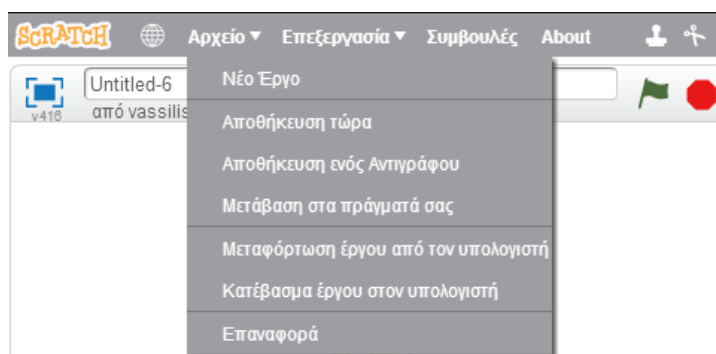 SCRATCH Αρχείο Επεξεργασία Συμβουλές About
Untitled-6
v416 από vassilis
Νέο Έργο
Αποθήκευση τώρα
Αποθήκευση ενός Αντιγράφου
Μετάβαση στα πράγματά σας
Μεταφόρτωση έργου από τον υπολογιστή
Κατέβασμα έργου στον υπολογιστή
Επαναφορά